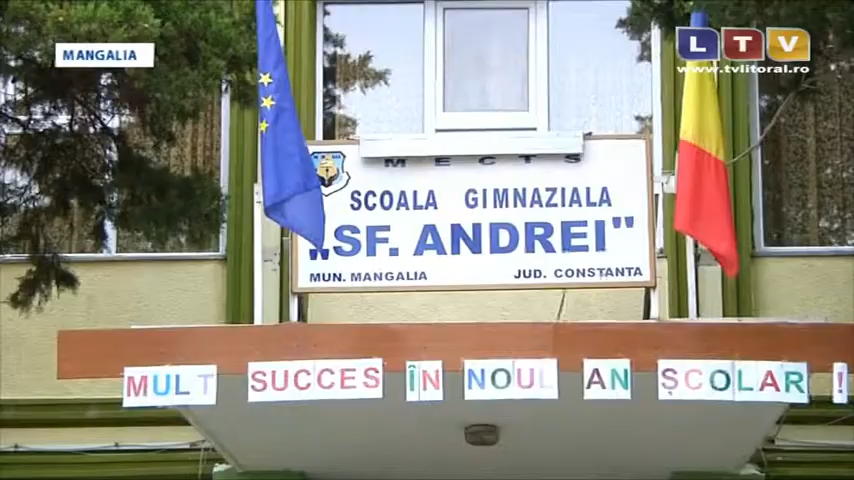 MANGALIA
LTV
www.tvlitoral.ro
MECTS
SCOALA GIMNAZIALA
"SF. ANDREI"
MUN. MANGALIA JUD. CONSTANTA
MULT SUCCES ÎN NOUL AN ȘCOLAR !